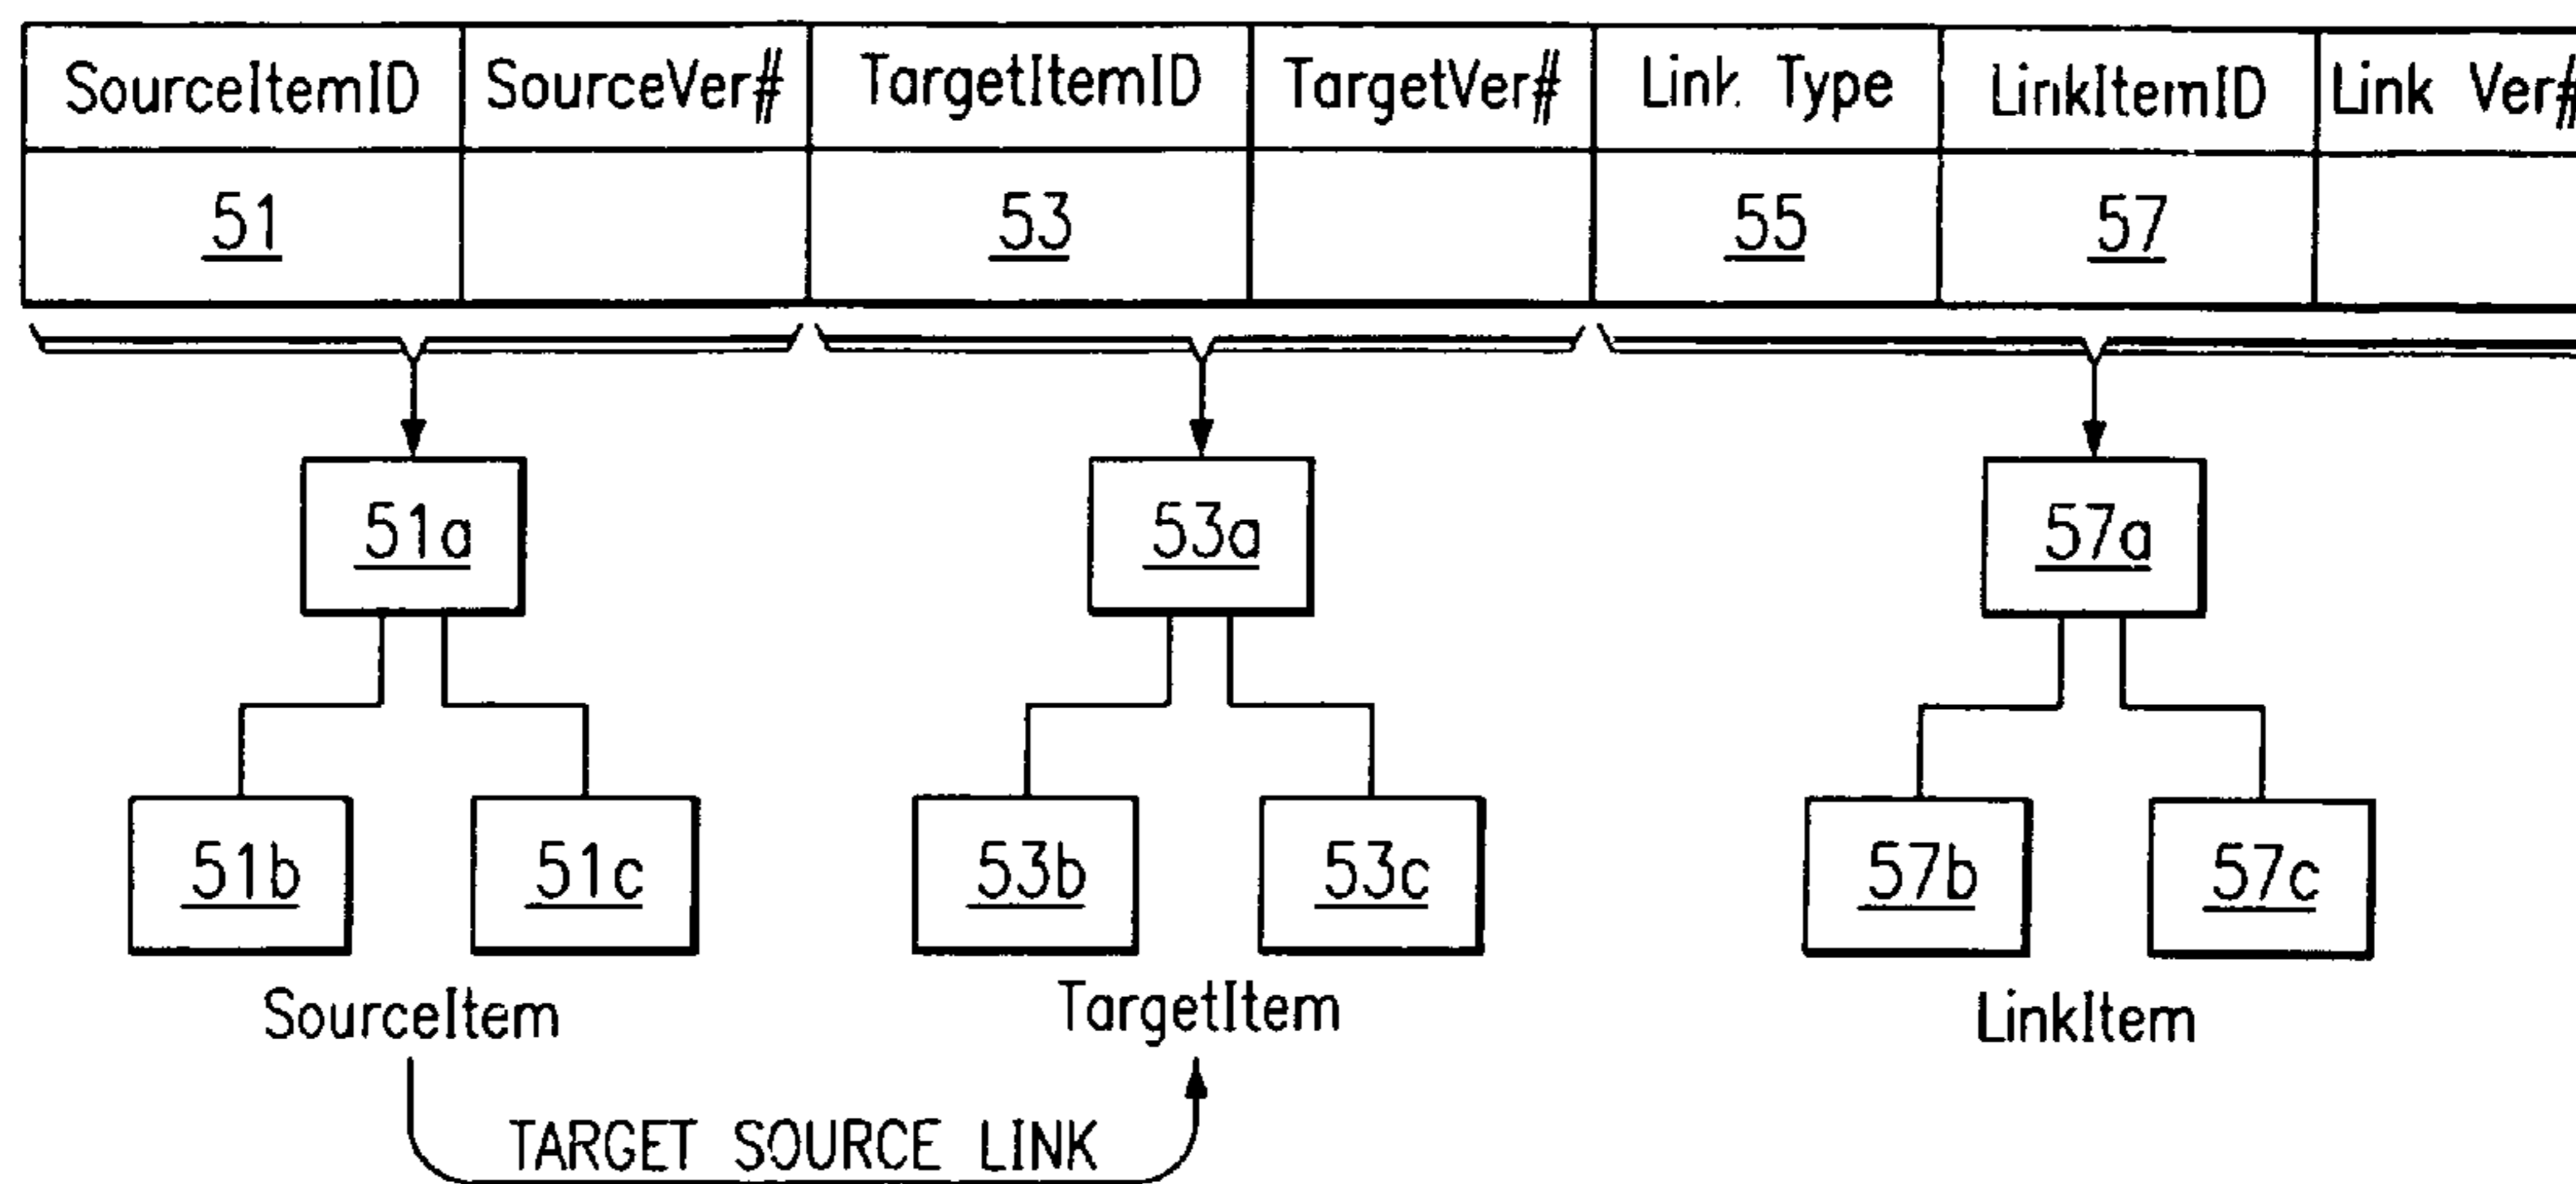 SourceItemID SourceVer# TargetItemID TargetVer# Link Type LinkItemID Link Ver#
51 53 55 57
51a 53a 57a
51b 51c 53b 53c 57b 57c
SourceItem TargetItem LinkItem
TARGET SOURCE LINK